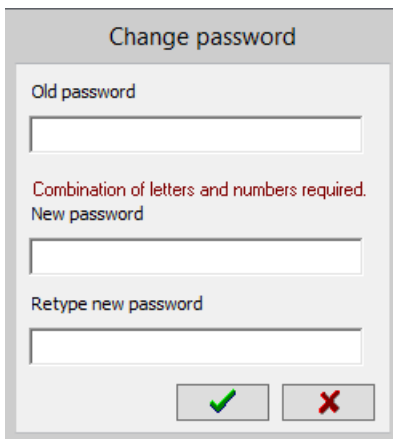 Change password
Old password
Combination of letters and numbers required.
New password
Retype new password